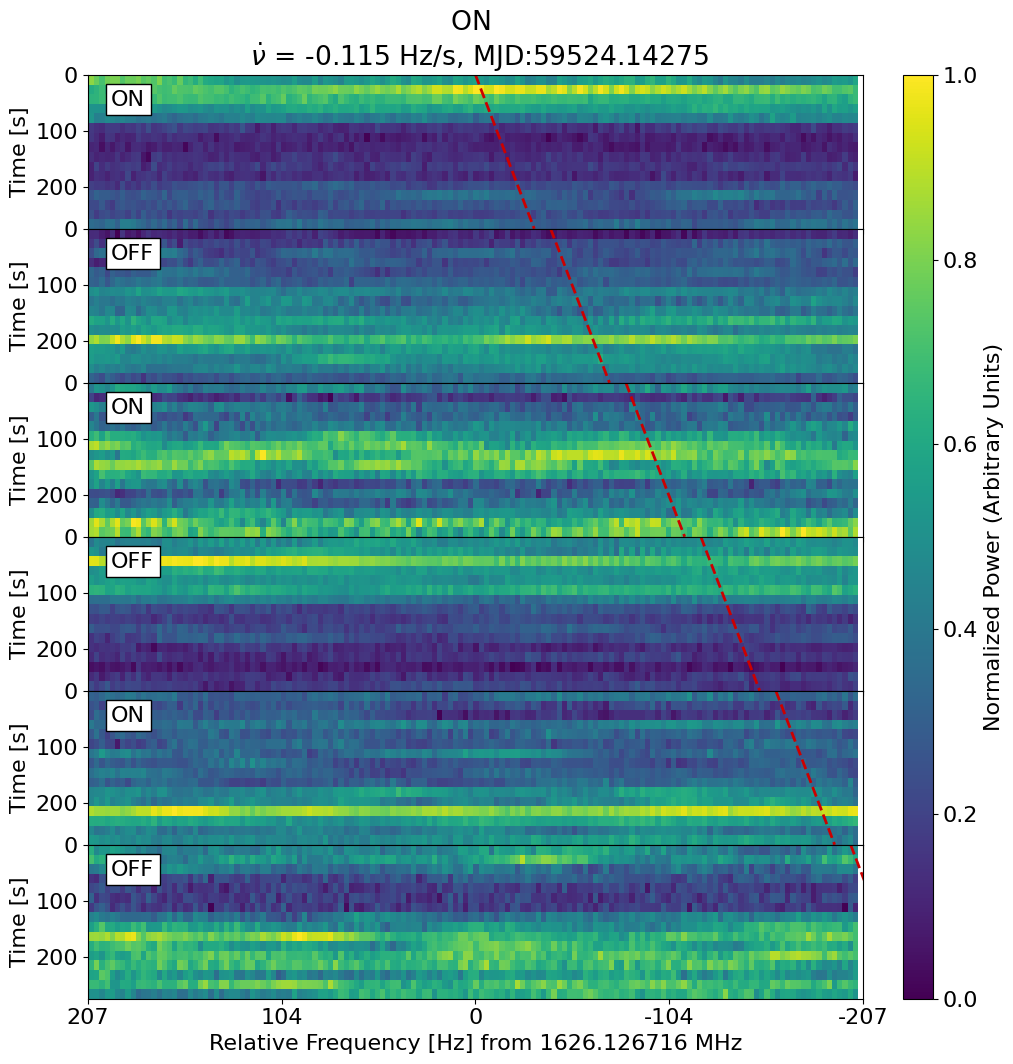 ON
ν̇ = -0.115 Hz/s, MJD:59524.14275
0
100
200
Time [s]
ON
0
100
200
Time [s]
OFF
0
100
200
Time [s]
ON
0
100
200
Time [s]
OFF
0
100
200
Time [s]
ON
0
100
200
Time [s]
OFF
207 104 0 -104 -207
Relative Frequency [Hz] from 1626.126716 MHz
1.0
0.8
0.6
0.4
0.2
0.0
Normalized Power (Arbitrary Units)